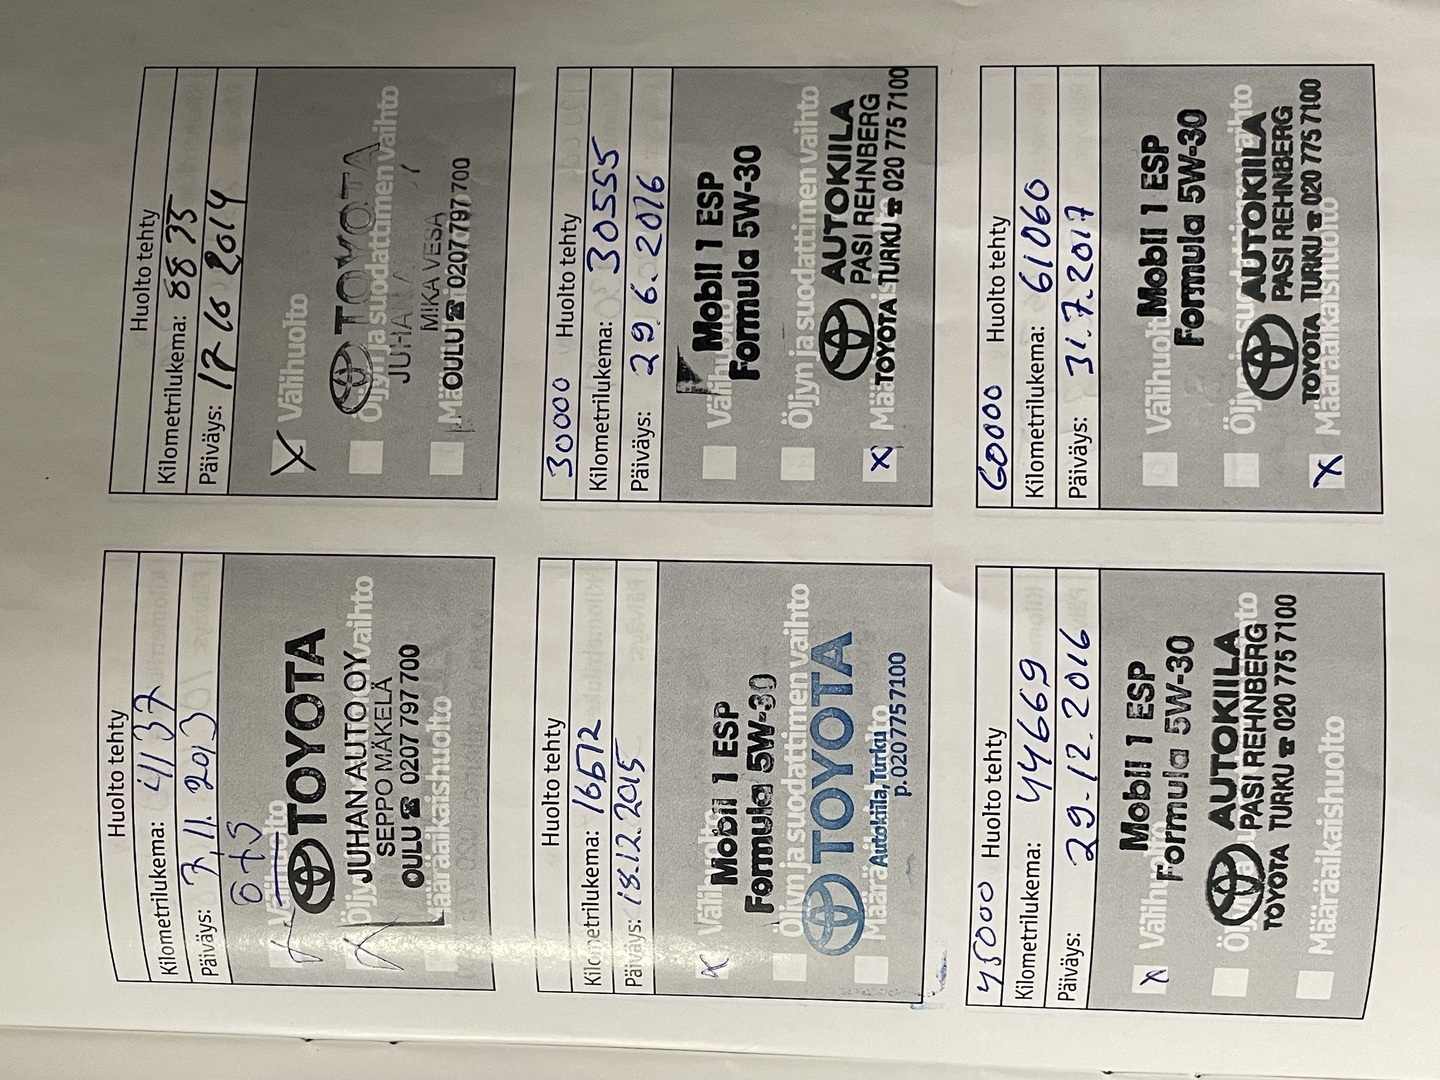 Huolto tehty
Kilometrilukema: 4137
Päiväys: 7,11. 2013
Ö+S
Välihuolto
TOYOTA
Öljyn ja suodattimen vaihto
JUHAN AUTO OY
SEPPO MÄKELÄ
OULU ☎ 0207 797 700
Määräaikaishuolto
Huolto tehty
Kilometrilukema: 8835
Päiväys: 17 10 2014
X Välihuolto
TOYOTA
Öljyn ja suodattimen vaihto
MIKA VESA
OULU ☎ 0207 797 700
Huolto tehty
Kilometrilukema: 16572
Päiväys: 18.12.2015
X Välihuolto
Mobil 1 ESP
Formula 5W-30
Öljyn ja suodattimen vaihto
TOYOTA
Määräaikaishuolto
Autokiila, Turku
p. 020 775 7100
30000 Huolto tehty
Kilometrilukema: 30555
Päiväys: 29.6.2016
Mobil 1 ESP
Välihuolto
Formula 5W-30
Öljyn ja suodattimen vaihto
AUTOKIILA
PASI REHNBERG
X Määräaikaishuolto
TOYOTA TURKU ☎ 020 775 7100
45000 Huolto tehty
Kilometrilukema: 44669
Päiväys: 29.12.2016
Mobil 1 ESP
X Välihuolto
Formula 5W-30
AUTOKIILA
Öljyn ja suodattimen vaihto
PASI REHNBERG
TOYOTA TURKU ☎ 020 775 7100
Määräaikaishuolto
60000 Huolto tehty
Kilometrilukema: 61060
Päiväys: 31.7.2017
Mobil 1 ESP
Välihuolto
Formula 5W-30
Öljyn ja suodattimen vaihto
AUTOKIILA
PASI REHNBERG
TOYOTA TURKU ☎ 020 775 7100
X Määräaikaishuolto